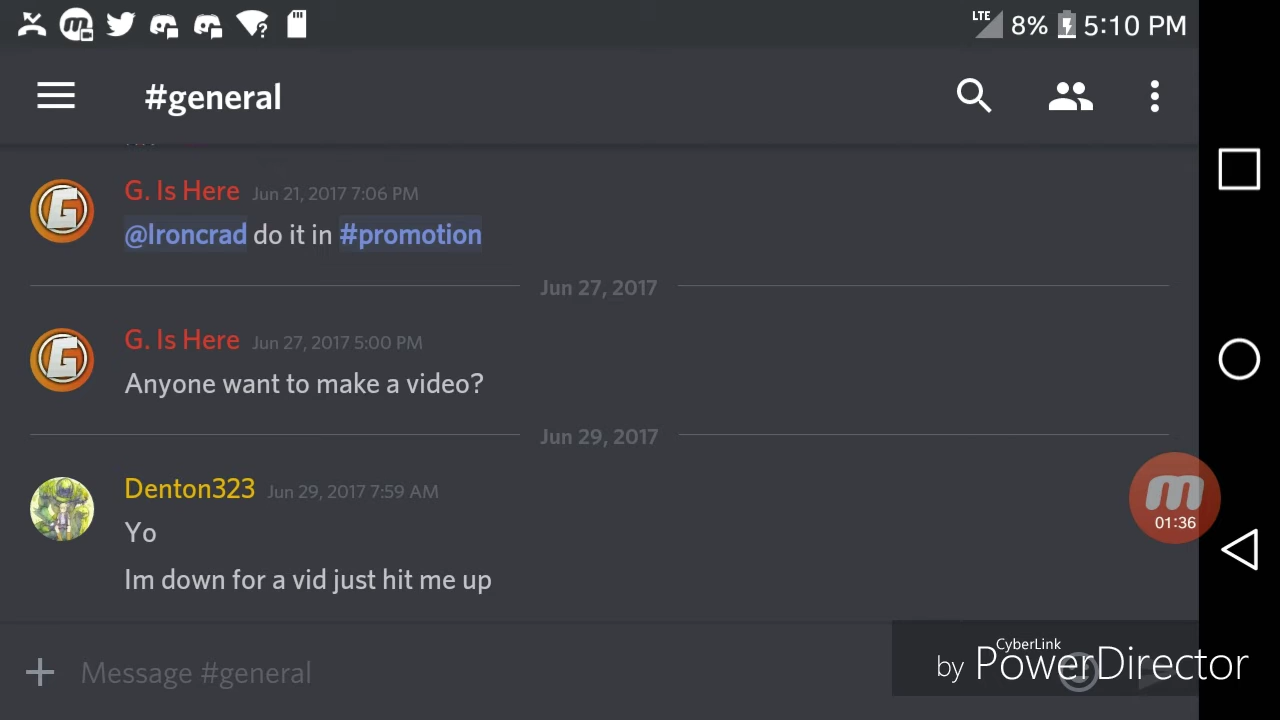 LTE 8% 5:10 PM
#general
G. Is Here Jun 21, 2017 7:06 PM
@Ironcrad do it in #promotion
Jun 27, 2017
G. Is Here Jun 27, 2017 5:00 PM
Anyone want to make a video?
Jun 29, 2017
Denton323 Jun 29, 2017 7:59 AM
Yo
Im down for a vid just hit me up
01:36
Message #general
CyberLink
by PowerDirector